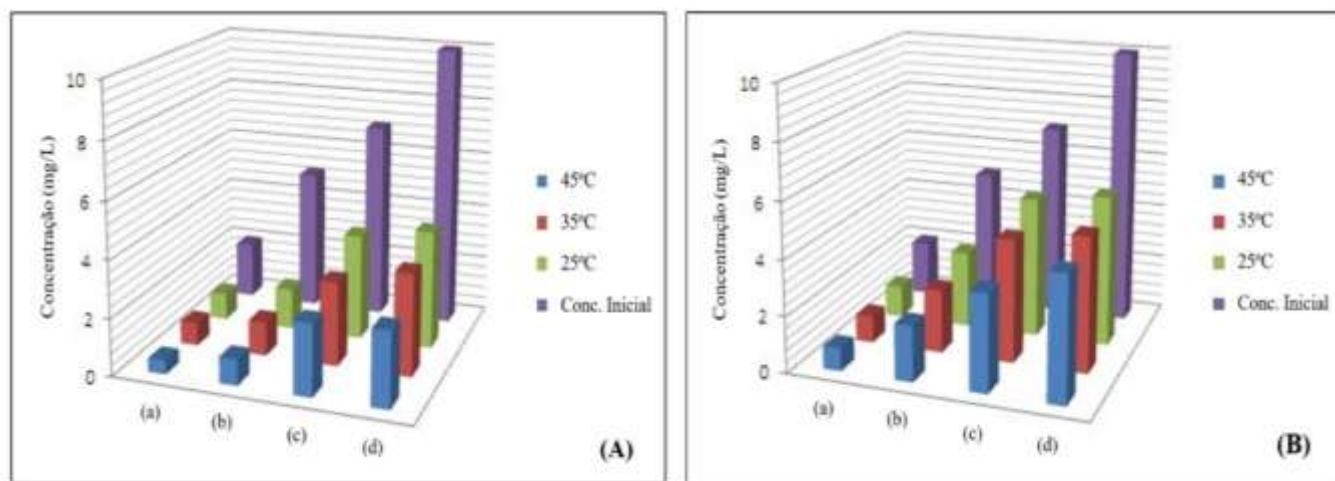 Concentração (mg/L)
10
8
6
4
2
0
(a)
(b)
(c)
(d)
45ºC
35ºC
25ºC
Conc. Inicial
(A)
Concentração (mg/L)
10
8
6
4
2
0
(a)
(b)
(c)
(d)
45ºC
35ºC
25ºC
Conc. Inicial
(B)